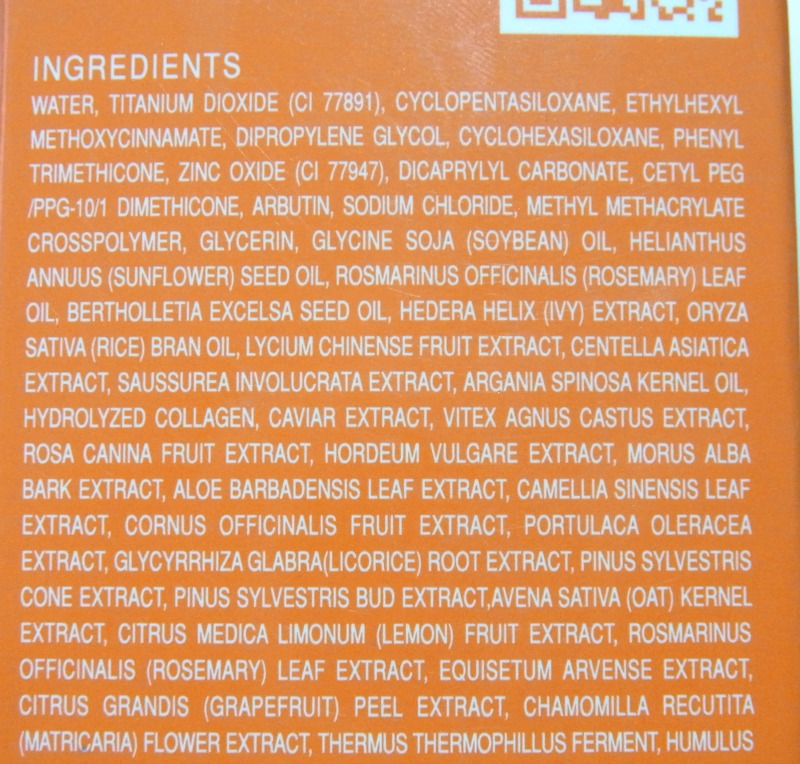 INGREDIENTS
WATER, TITANIUM DIOXIDE (CI 77891), CYCLOPENTASILOXANE, ETHYLHEXYL
METHOXYCINNAMATE, DIPROPYLENE GLYCOL, CYCLOHEXASILOXANE, PHENYL
TRIMETHICONE, ZINC OXIDE (CI 77947), DICAPRYLYL CARBONATE, CETYL PEG
/PPG-10/1 DIMETHICONE, ARBUTIN, SODIUM CHLORIDE, METHYL METHACRYLATE
CROSSPOLYMER, GLYCERIN, GLYCINE SOJA (SOYBEAN) OIL, HELIANTHUS
ANNUUS (SUNFLOWER) SEED OIL, ROSMARINUS OFFICINALIS (ROSEMARY) LEAF
OIL, BERTHOLLETIA EXCELSA SEED OIL, HEDERA HELIX (IVY) EXTRACT, ORYZA
SATIVA (RICE) BRAN OIL, LYCIUM CHINENSE FRUIT EXTRACT, CENTELLA ASIATICA
EXTRACT, SAUSSUREA INVOLUCRATA EXTRACT, ARGANIA SPINOSA KERNEL OIL,
HYDROLYZED COLLAGEN, CAVIAR EXTRACT, VITEX AGNUS CASTUS EXTRACT,
ROSA CANINA FRUIT EXTRACT, HORDEUM VULGARE EXTRACT, MORUS ALBA
BARK EXTRACT, ALOE BARBADENSIS LEAF EXTRACT, CAMELLIA SINENSIS LEAF
EXTRACT, CORNUS OFFICINALIS FRUIT EXTRACT, PORTULACA OLERACEA
EXTRACT, GLYCYRRHIZA GLABRA(LICORICE) ROOT EXTRACT, PINUS SYLVESTRIS
CONE EXTRACT, PINUS SYLVESTRIS BUD EXTRACT,AVENA SATIVA (OAT) KERNEL
EXTRACT, CITRUS MEDICA LIMONUM (LEMON) FRUIT EXTRACT, ROSMARINUS
OFFICINALIS (ROSEMARY) LEAF EXTRACT, EQUISETUM ARVENSE EXTRACT,
CITRUS GRANDIS (GRAPEFRUIT) PEEL EXTRACT, CHAMOMILLA RECUTITA
(MATRICARIA) FLOWER EXTRACT, THERMUS THERMOPHILLUS FERMENT, HUMULUS